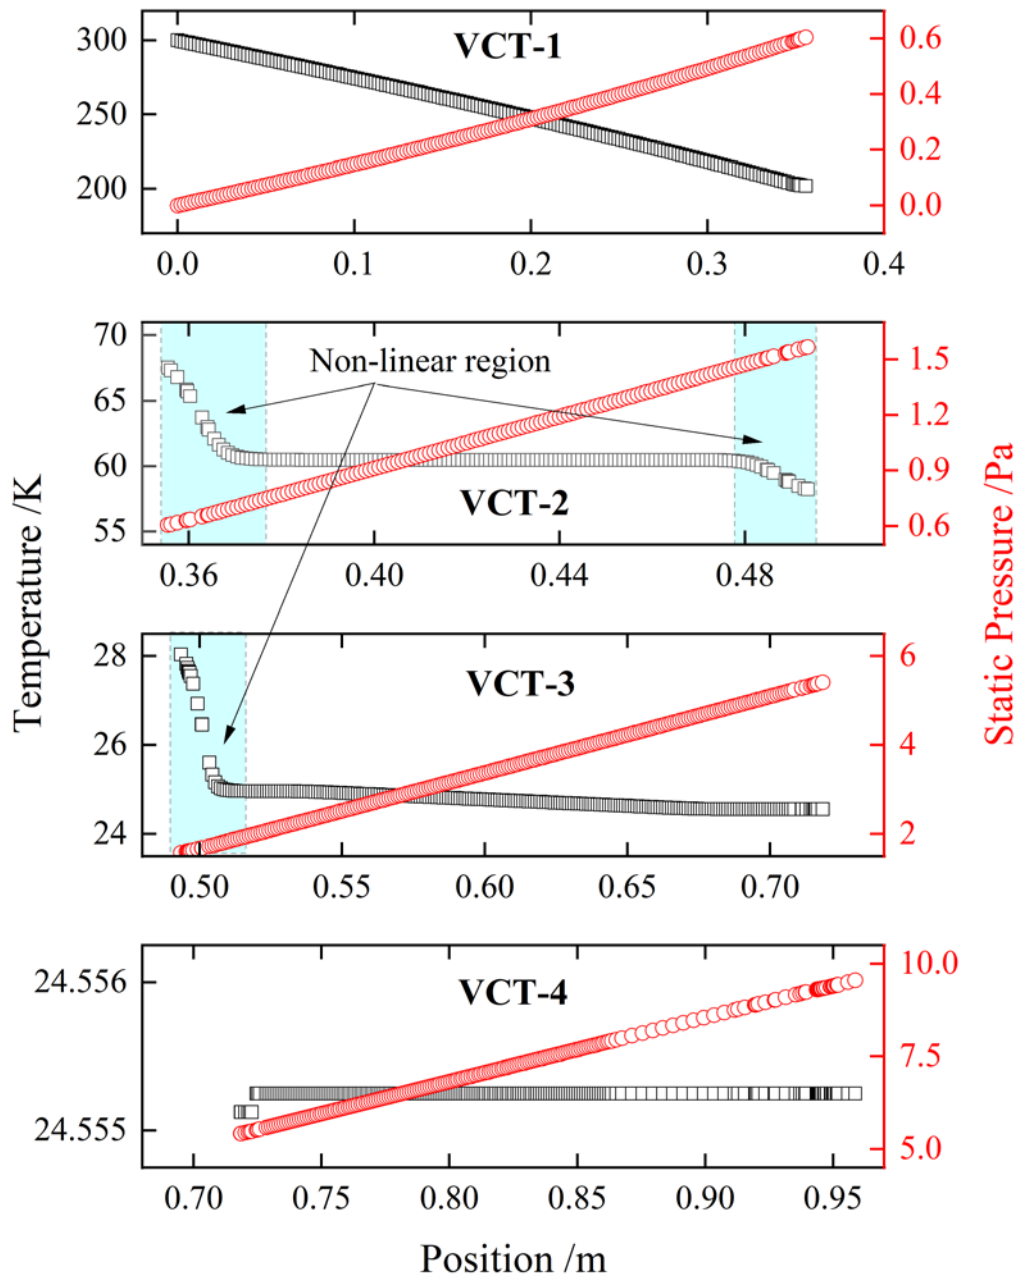 VCT-1
300
250
200
0.6
0.4
0.2
0.0
0.0 0.1 0.2 0.3 0.4
Non-linear region
VCT-2
70
65
60
55
1.5
1.2
0.9
0.6
0.36 0.40 0.44 0.48
VCT-3
28
26
24
6
4
2
0.50 0.55 0.60 0.65 0.70
VCT-4
24.556
24.555
10.0
7.5
5.0
0.70 0.75 0.80 0.85 0.90 0.95
Temperature /K
Static Pressure /Pa
Position /m